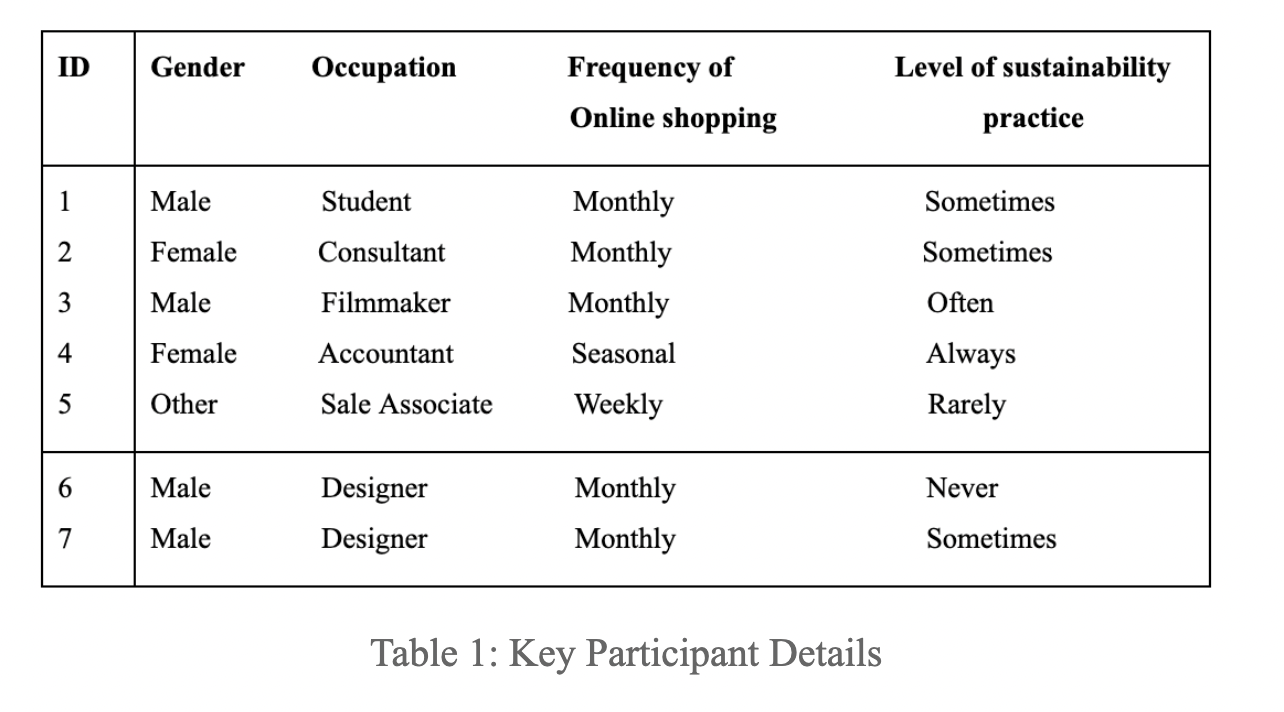 ID Gender Occupation Frequency of Level of sustainability
Online shopping practice
1 Male Student Monthly Sometimes
2 Female Consultant Monthly Sometimes
3 Male Filmmaker Monthly Often
4 Female Accountant Seasonal Always
5 Other Sale Associate Weekly Rarely
6 Male Designer Monthly Never
7 Male Designer Monthly Sometimes
Table 1: Key Participant Details